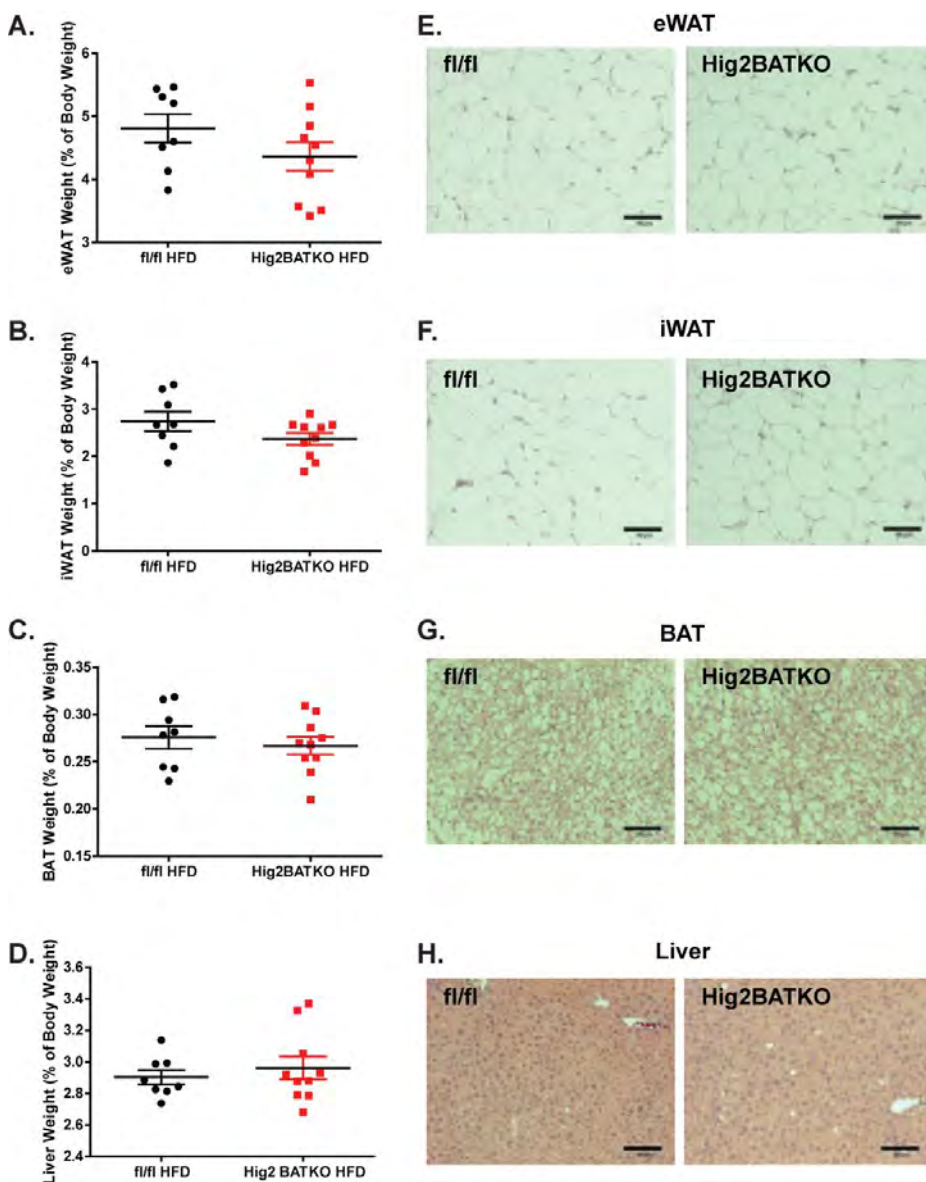 A.
eWAT Weight (% of Body Weight)
6
5
4
3
fl/fl HFD
Hig2BATKO HFD
E.
eWAT
fl/fl
Hig2BATKO
B.
iWAT Weight (% of Body Weight)
4
3
2
1
0
fl/fl HFD
Hig2BATKO HFD
F.
iWAT
fl/fl
Hig2BATKO
C.
BAT Weight (% of Body Weight)
0.35
0.30
0.25
0.20
0.15
fl/fl HFD
Hig2BATKO HFD
G.
BAT
fl/fl
Hig2BATKO
D.
Liver Weight (% of Body Weight)
3.6
3.4
3.2
3.0
2.8
2.6
2.4
fl/fl HFD
Hig2 BATKO HFD
H.
Liver
fl/fl
Hig2BATKO